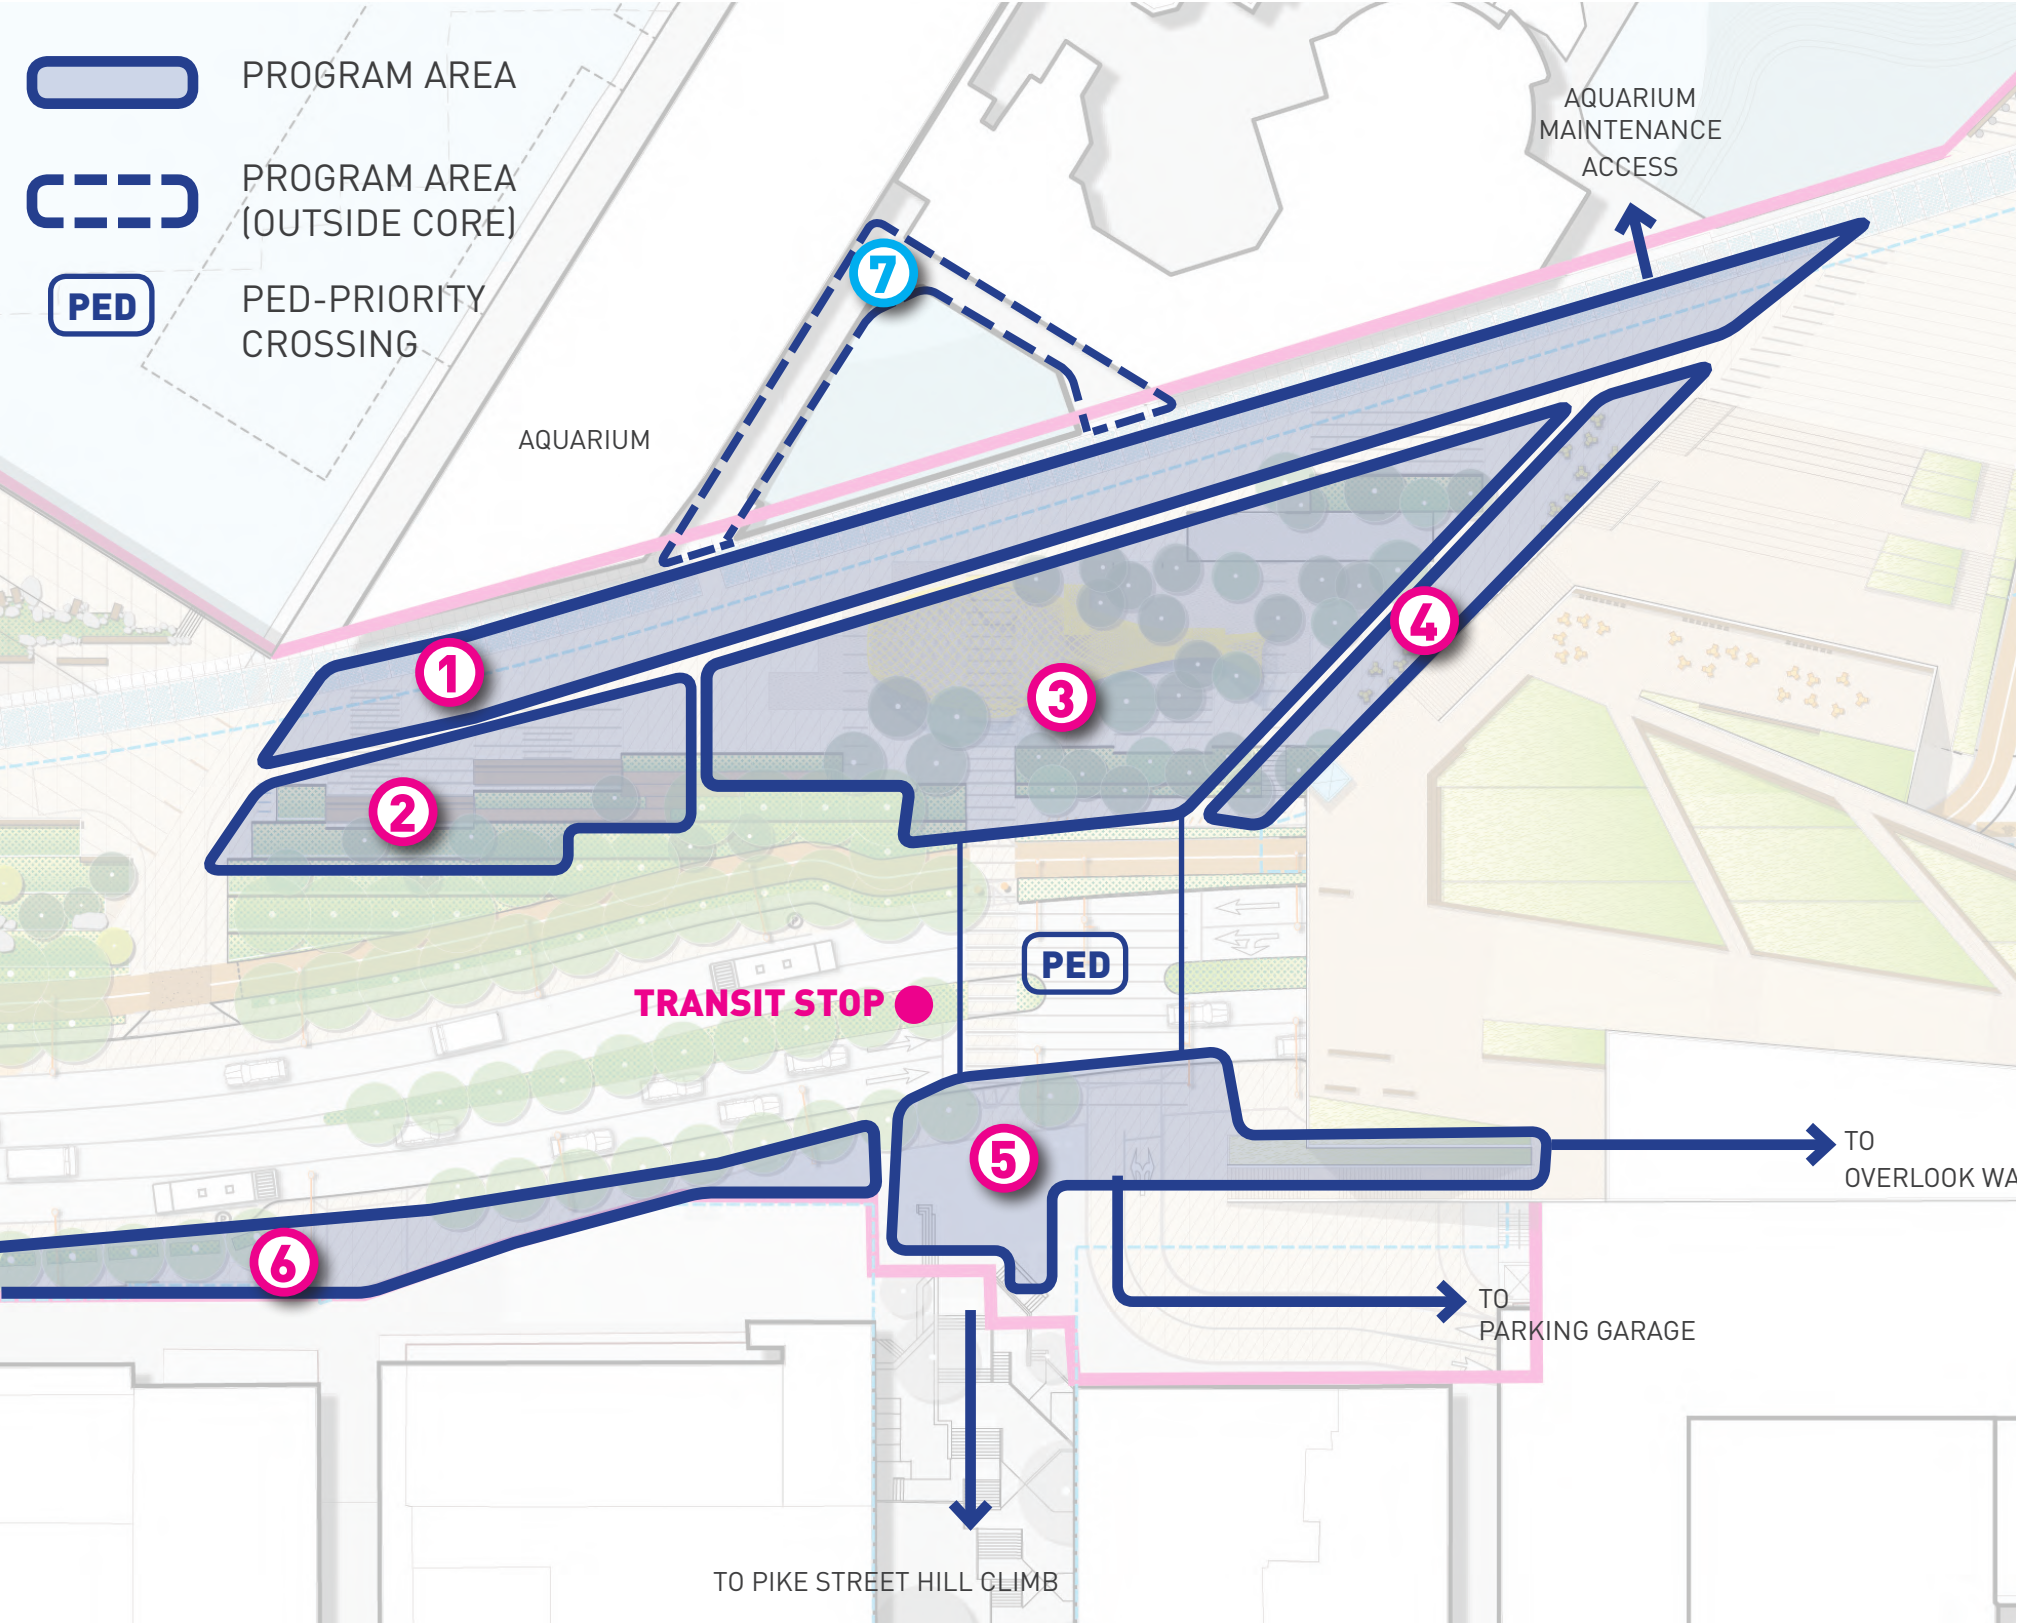 PROGRAM AREA
PROGRAM AREA
(OUTSIDE CORE)
PED
PED-PRIORITY
CROSSING
AQUARIUM
MAINTENANCE
ACCESS
7
AQUARIUM
1
2
3
4
PED
TRANSIT STOP
5
TO
OVERLOOK WA
6
TO
PARKING GARAGE
TO PIKE STREET HILL CLIMB